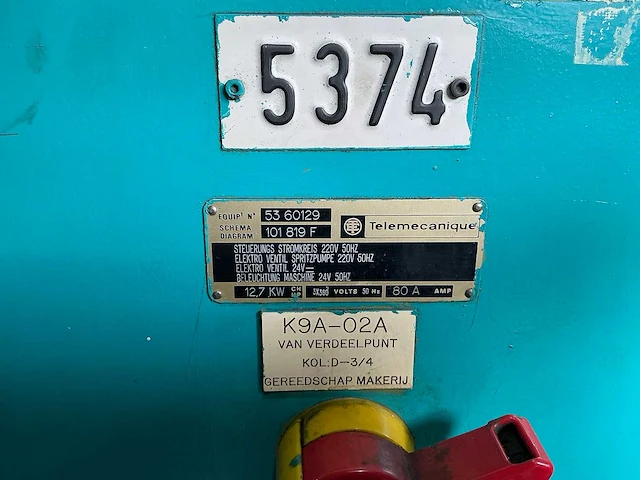 5374
EQUIPT N° 53 60129
SCHEMA DIAGRAM 101 819 F Telemecanique
STEUERUNGS STROMKREIS 220V 50HZ
ELEKTRO VENTIL SPRITZPUMPE 220V 50HZ
ELEKTRO VENTIL 24V
BELEUCHTUNG MASCHINE 24V 50HZ
12,7 KW 3X380 VOLTS 50 Hz 80 A AMP
K9A-02A
VAN VERDEELPUNT
KOL:D-3/4
GEREEDSCHAP MAKERIJ